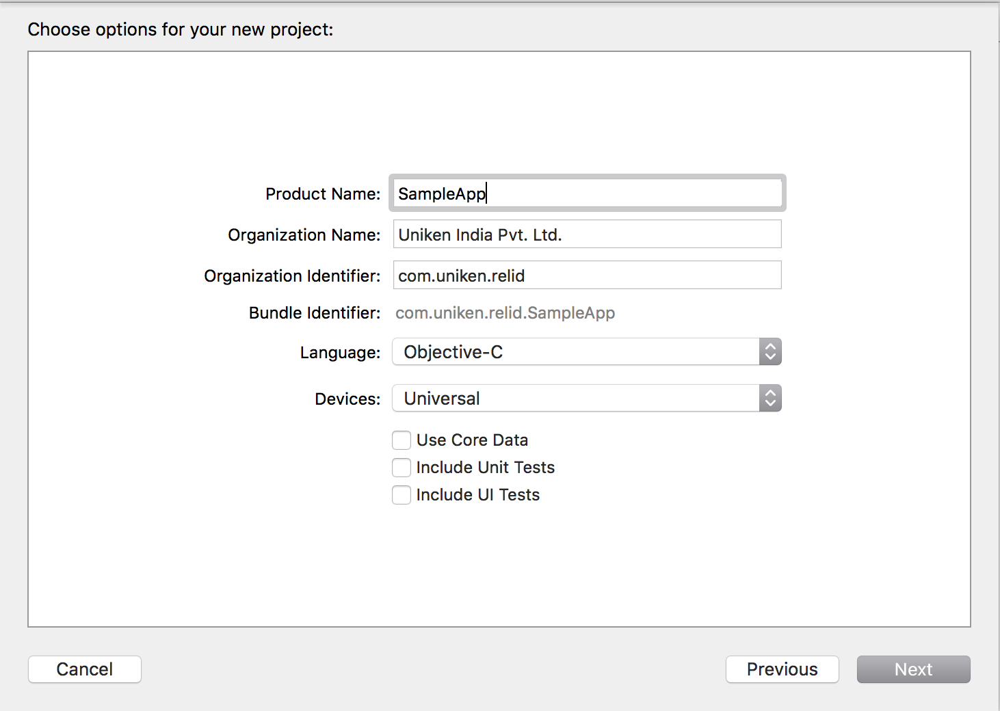 Choose options for your new project:
Product Name: SampleApp
Organization Name: Uniken India Pvt. Ltd.
Organization Identifier: com.uniken.relid
Bundle Identifier: com.uniken.relid.SampleApp
Language: Objective-C
Devices: Universal
Use Core Data
Include Unit Tests
Include UI Tests
Cancel Previous Next